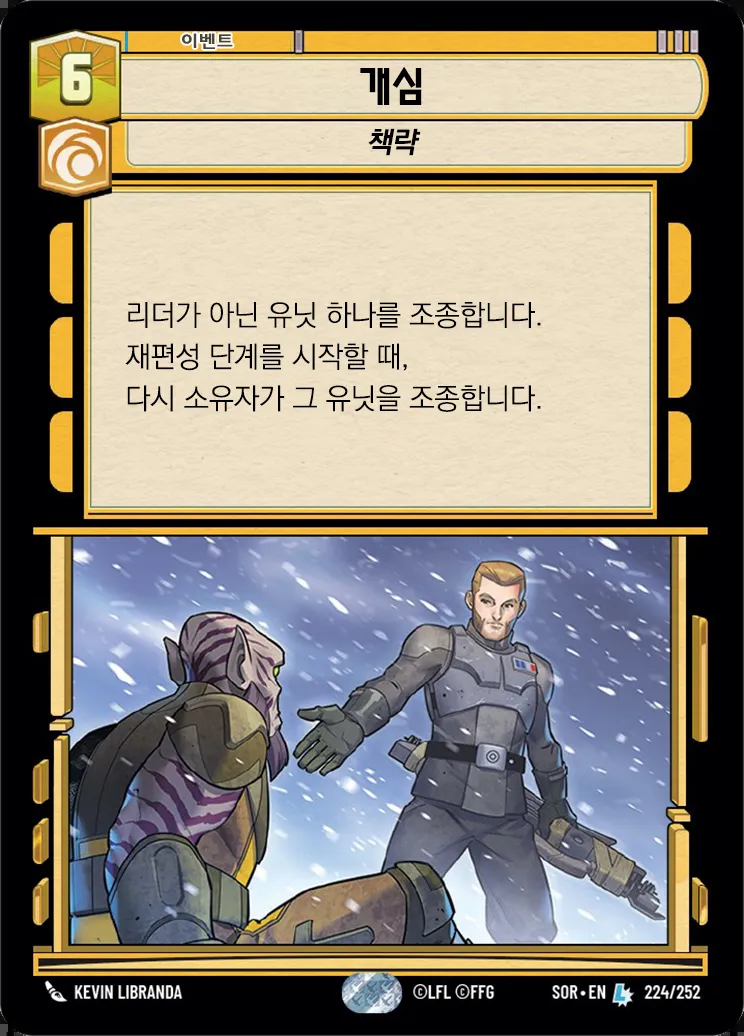 이벤트
6
개심
책략
리더가 아닌 유닛 하나를 조종합니다.
재편성 단계를 시작할 때,
다시 소유자가 그 유닛을 조종합니다.
KEVIN LIBRANDA
©LFL ©FFG
SOR • EN L 224/252